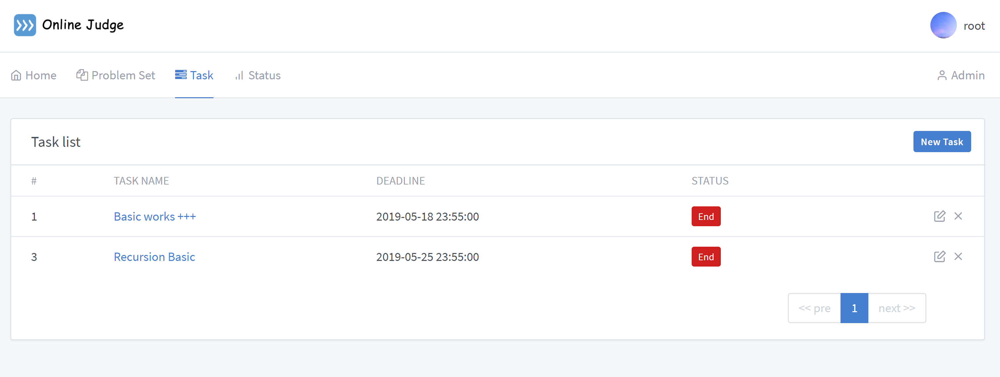 Online Judge
root
Home Problem Set Task Status Admin
Task list New Task
# TASK NAME DEADLINE STATUS
1 Basic works +++ 2019-05-18 23:55:00 End
3 Recursion Basic 2019-05-25 23:55:00 End
<< pre 1 next >>